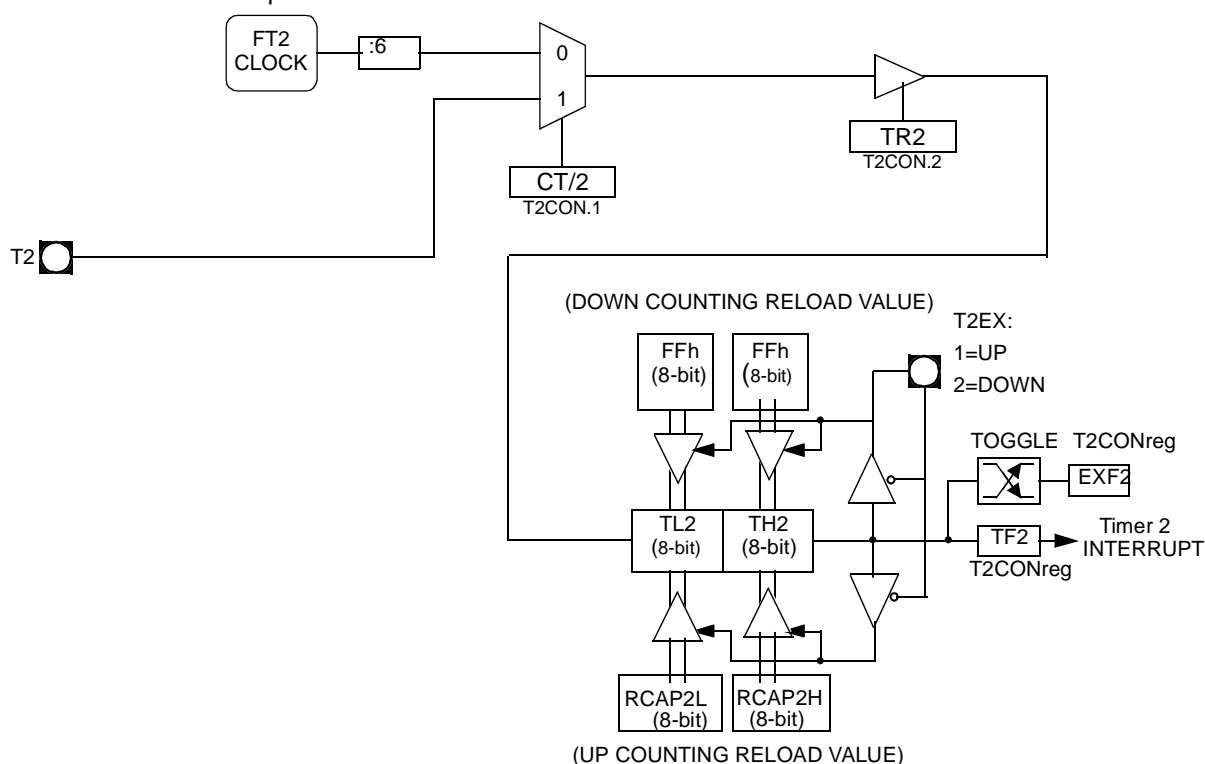 FT2
CLOCK
:6
0
1
TR2
T2CON.2
CT/2
T2CON.1
T2
(DOWN COUNTING RELOAD VALUE)
T2EX:
1=UP
2=DOWN
FFh
(8-bit)
FFh
(8-bit)
TOGGLE T2CONreg
EXF2
TL2
(8-bit)
TH2
(8-bit)
TF2
Timer 2
INTERRUPT
T2CONreg
RCAP2L
(8-bit)
RCAP2H
(8-bit)
(UP COUNTING RELOAD VALUE)